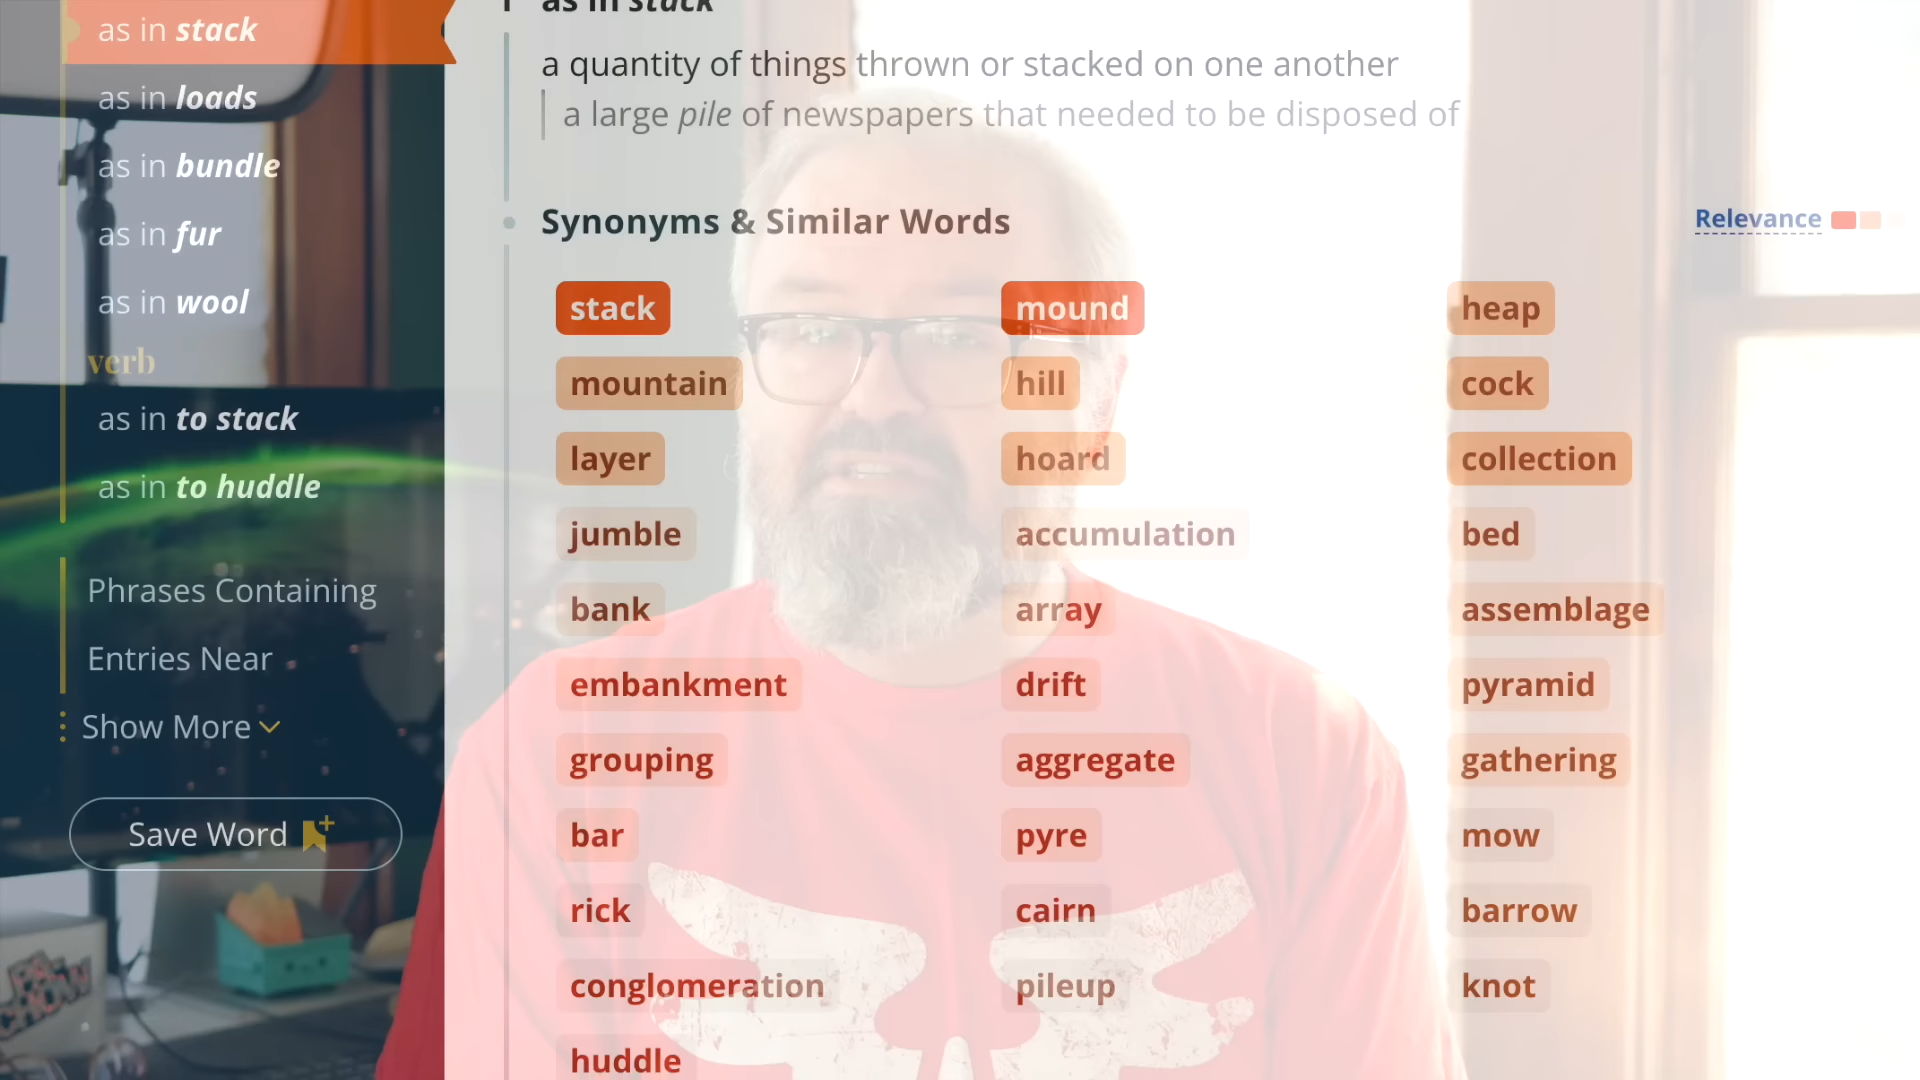 as in stack
as in loads
as in bundle
as in fur
as in wool
verb
as in to stack
as in to huddle
Phrases Containing
Entries Near
Show More
Save Word
1 as in stack
a quantity of things thrown or stacked on one another
a large pile of newspapers that needed to be disposed of
Synonyms & Similar Words
Relevance
stack mound heap
mountain hill cock
layer hoard collection
jumble accumulation bed
bank array assemblage
embankment drift pyramid
grouping aggregate gathering
bar pyre mow
rick cairn barrow
conglomeration pileup knot
huddle